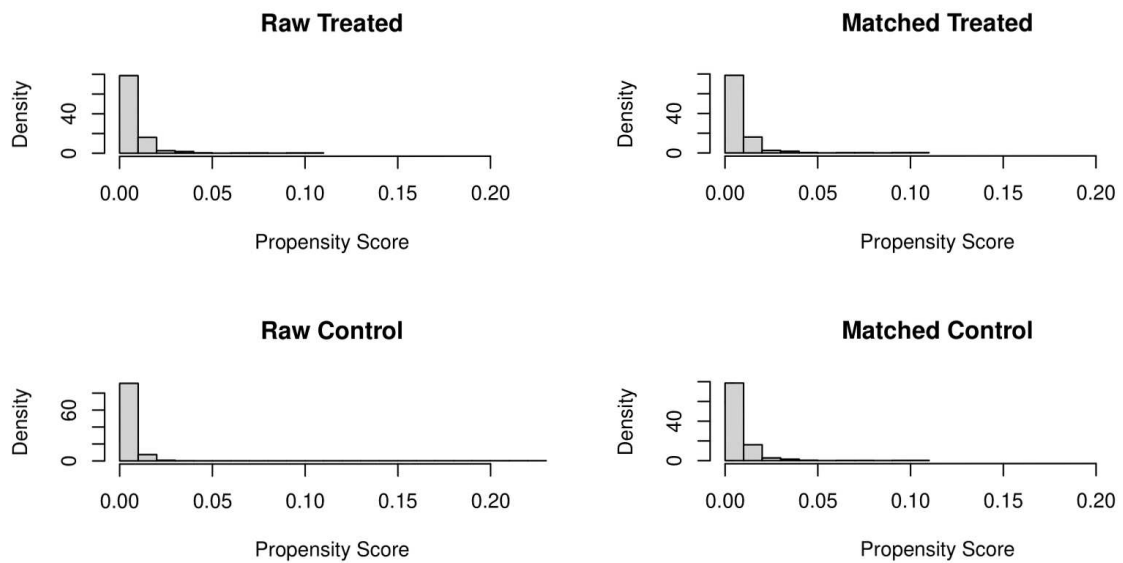 Raw Treated
Density
0 40
0.00 0.05 0.10 0.15 0.20
Propensity Score
Matched Treated
Density
0 40
0.00 0.05 0.10 0.15 0.20
Propensity Score
Raw Control
Density
0 60
0.00 0.05 0.10 0.15 0.20
Propensity Score
Matched Control
Density
0 40
0.00 0.05 0.10 0.15 0.20
Propensity Score